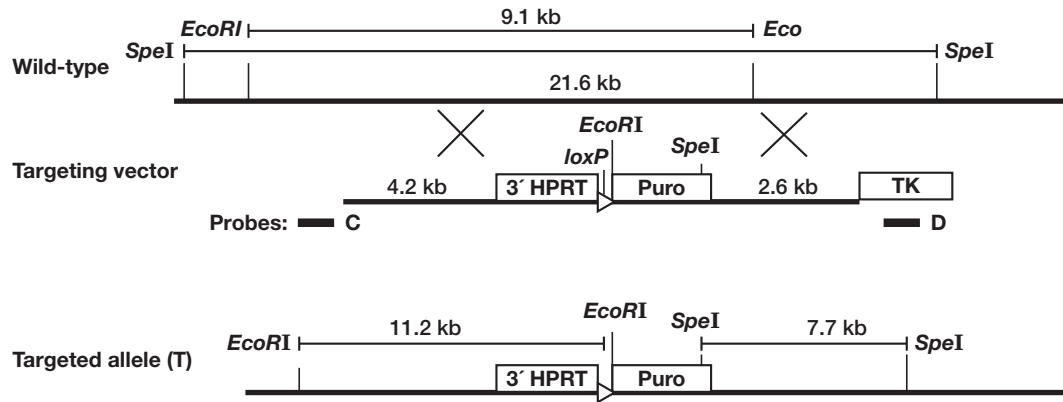 9.1 kb
EcoRI Eco
SpeI SpeI
Wild-type
21.6 kb
EcoRI
loxP SpeI
Targeting vector
4.2 kb 3´ HPRT Puro 2.6 kb TK
Probes: C D
EcoRI
11.2 kb SpeI 7.7 kb
EcoRI SpeI
Targeted allele (T)
3´ HPRT Puro